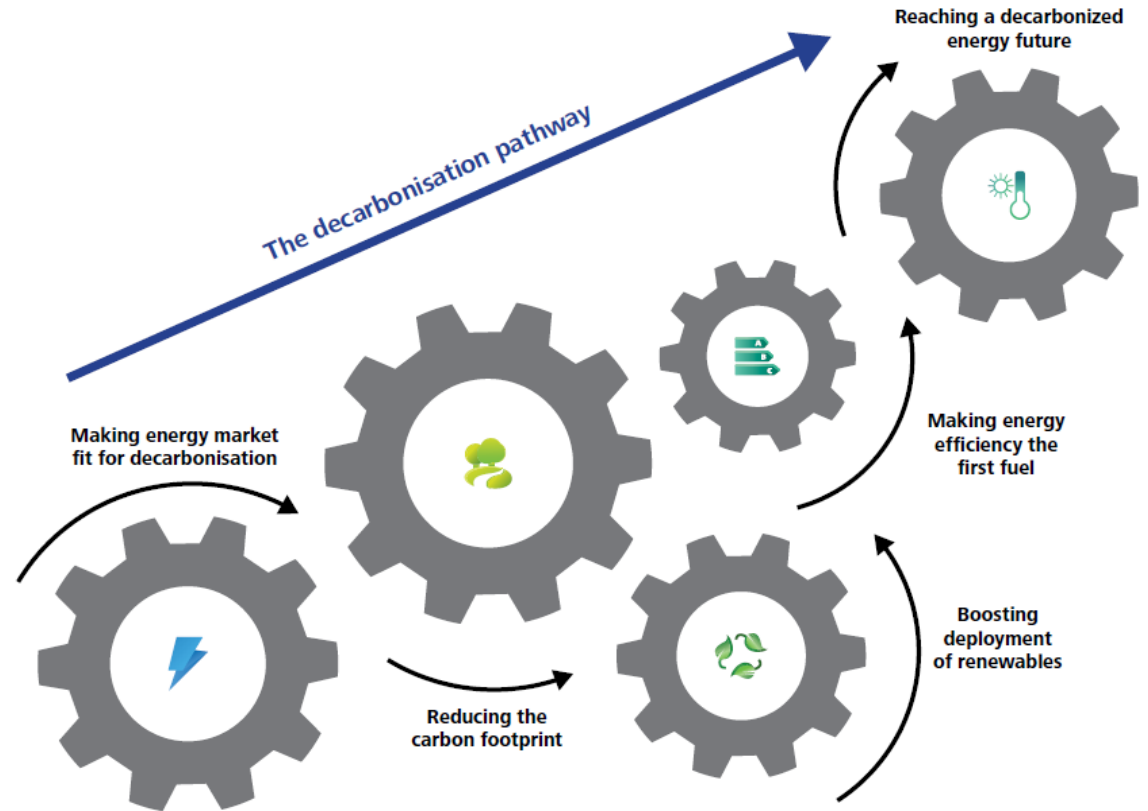 Reaching a decarbonized
energy future
The decarbonisation pathway
A
B
C
Making energy market
fit for decarbonisation
Making energy
efficiency the
first fuel
Boosting
deployment
of renewables
Reducing the
carbon footprint